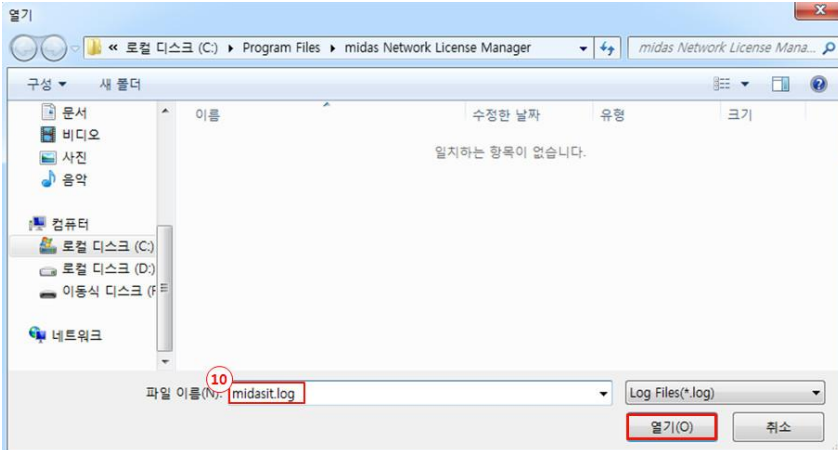 열기
« 로컬 디스크 (C:) ▸ Program Files ▸ midas Network License Manager
midas Network License Mana...
구성 ▼ 새 폴더
이름 수정한 날짜 유형 크기
일치하는 항목이 없습니다.
문서
비디오
사진
음악
컴퓨터
로컬 디스크 (C:)
로컬 디스크 (D:)
이동식 디스크 (F
네트워크
10
파일 이름(N): midasit.log
Log Files(*.log)
열기(O) 취소